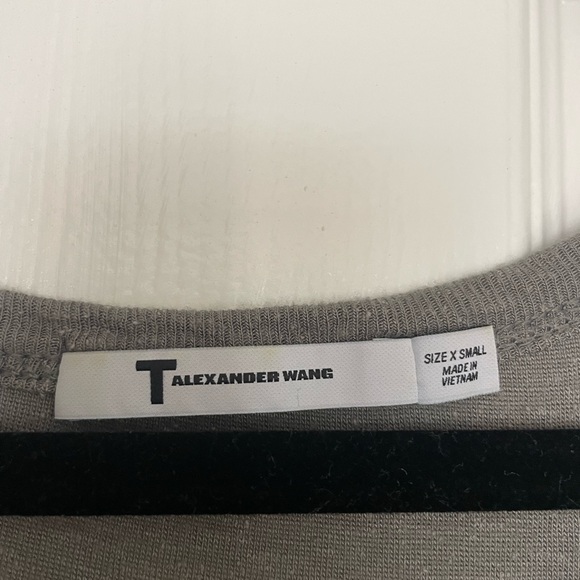 T ALEXANDER WANG
SIZE X SMALL
MADE IN
VIETNAM